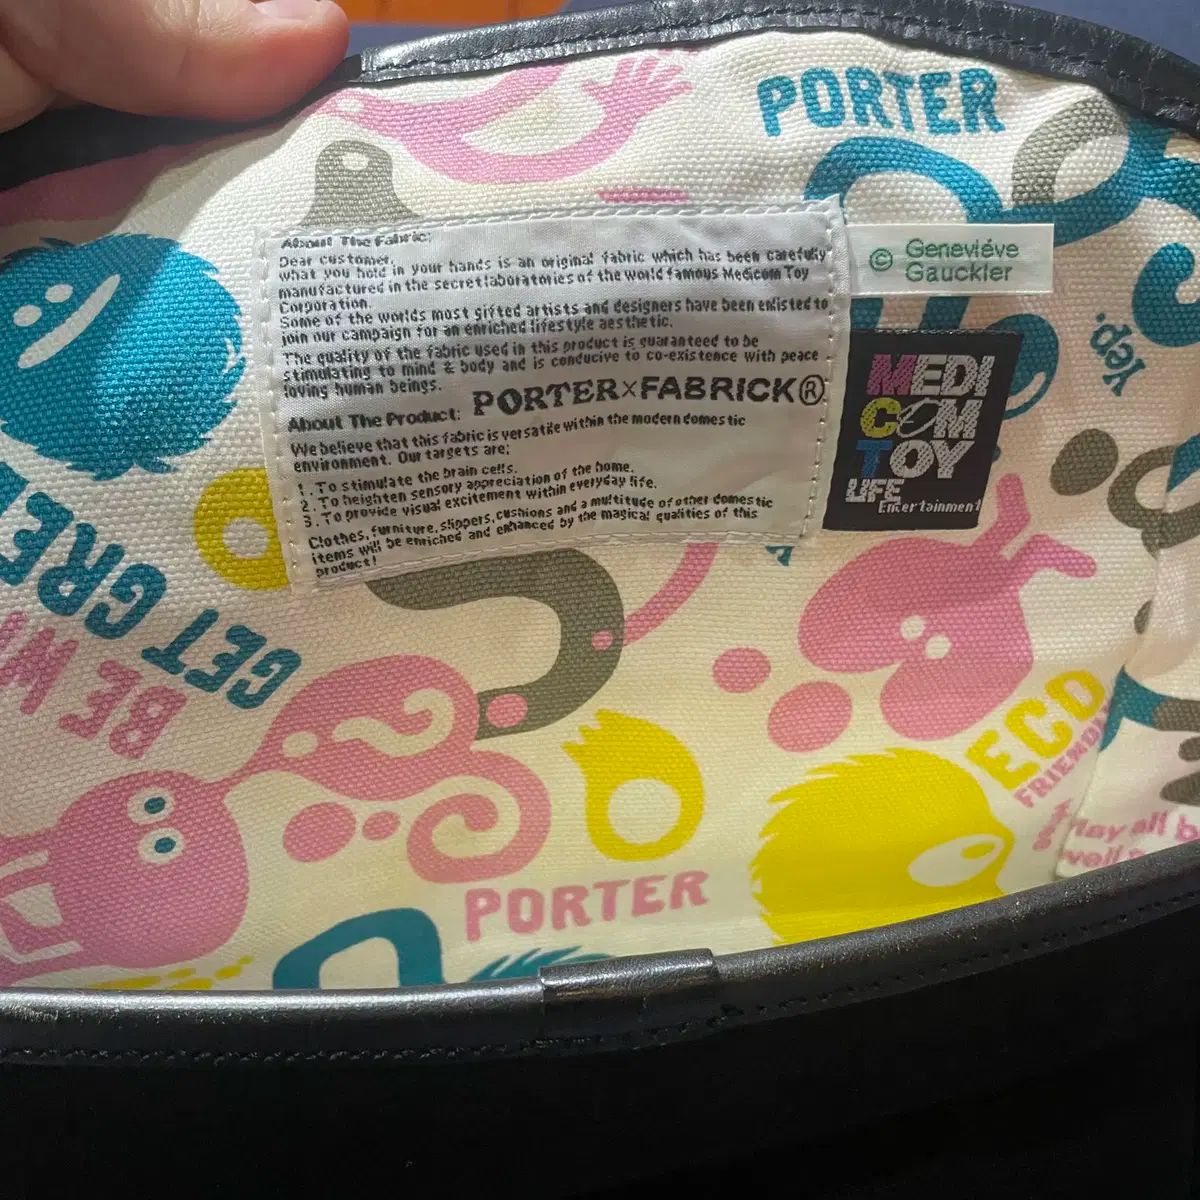 PORTER
About The Fabric:
Dear customer,
what you hold in your hands is an original fabric which has been carefully
manufactured in the secret laboratories of the world famous Medicom Toy
Corporation.
Some of the worlds most gifted artists and designers have been enlisted to
join our campaign for an enriched lifestyle aesthetic.
The quality of the fabric used in this product is guaranteed to be
stimulating to mind & body and is conducive to co-existence with peace
loving human beings.
PORTER×FABRICK®
About The Product:
We believe that this fabric is versatile within the modern domestic
environment. Our targets are;
1. To stimulate the brain cells.
2. To heighten sensory appreciation of the home.
3. To provide visual excitement within everyday life.
Clothes, furniture, slippers, cushions and a multitude of other domestic
items will be enriched and enhanced by the magical qualities of this
product!
© Geneviéve
Gauckler
MEDI
COM
TOY
LIFE
Entertainment
Yep.
GET GREE
BE WI
ECO
FRIENDLY
PORTER
may all b
well